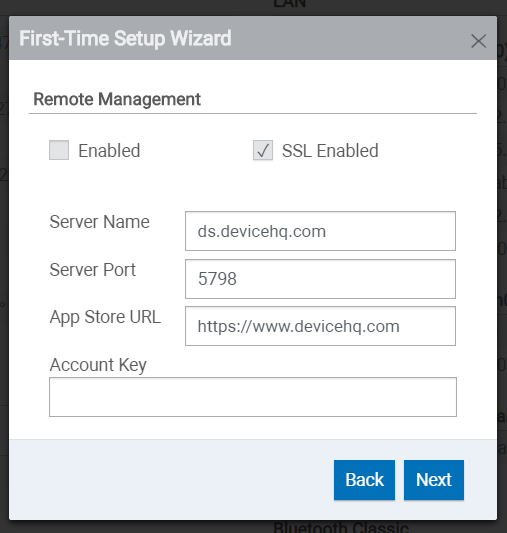 LAN
First-Time Setup Wizard
Remote Management
Enabled
SSL Enabled
Server Name
ds.devicehq.com
Server Port
5798
App Store URL
https://www.devicehq.com
Account Key
Back
Next
Bluetooth Classic